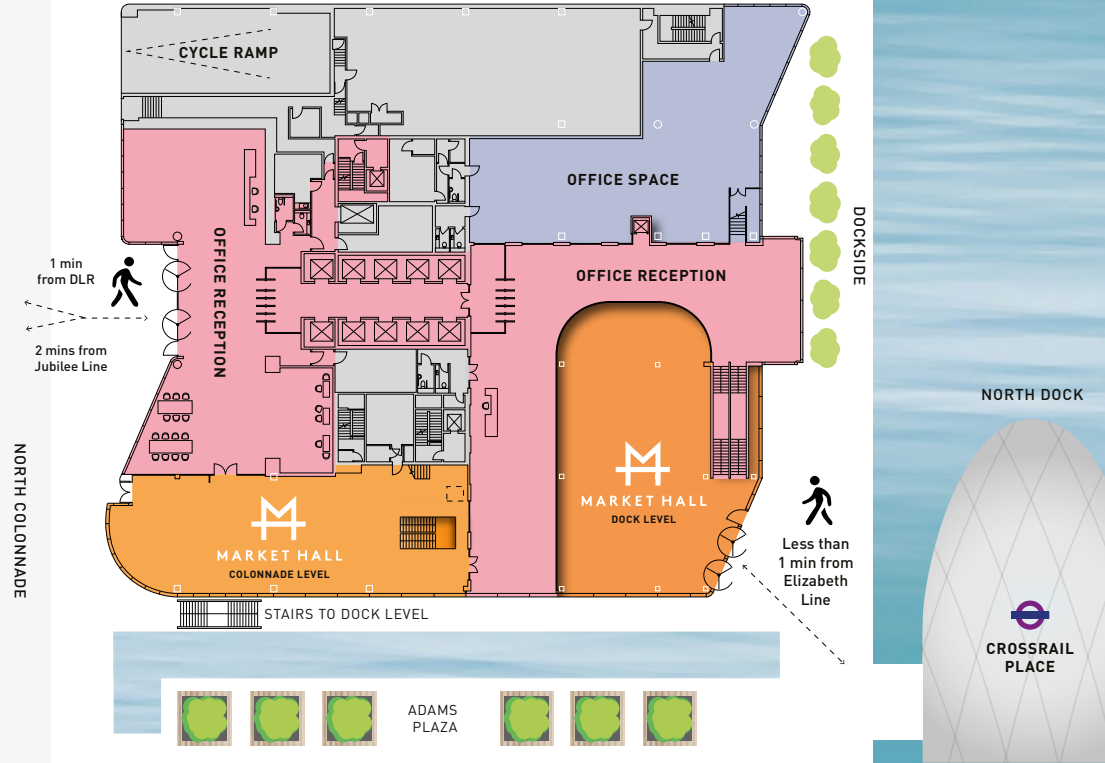 CYCLE RAMP
OFFICE SPACE
DOCKSIDE
OFFICE RECEPTION
OFFICE RECEPTION
1 min
from DLR
2 mins from
Jubilee Line
NORTH COLONNADE
NORTH DOCK
MARKET HALL
DOCK LEVEL
MARKET HALL
COLONNADE LEVEL
Less than
1 min from
Elizabeth
Line
STAIRS TO DOCK LEVEL
CROSSRAIL
PLACE
ADAMS
PLAZA